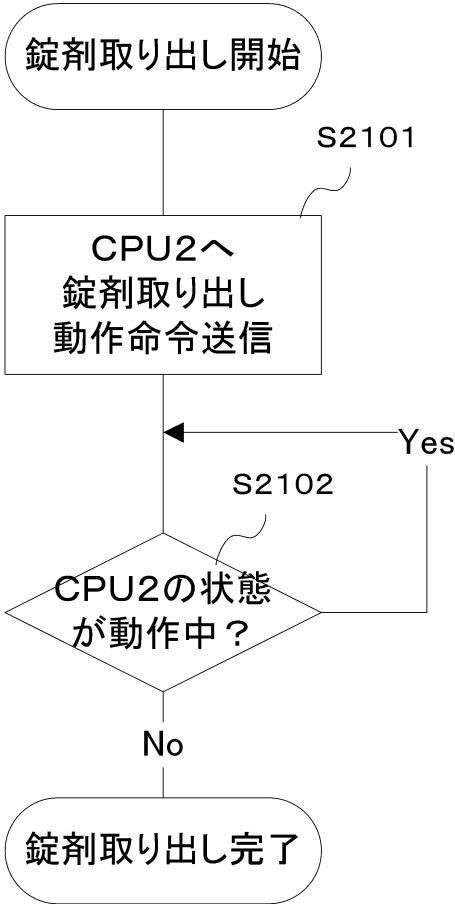 錠剤取り出し開始
S2101
CPU2へ
錠剤取り出し
動作命令送信
Yes
S2102
CPU2の状態
が動作中？
No
錠剤取り出し完了